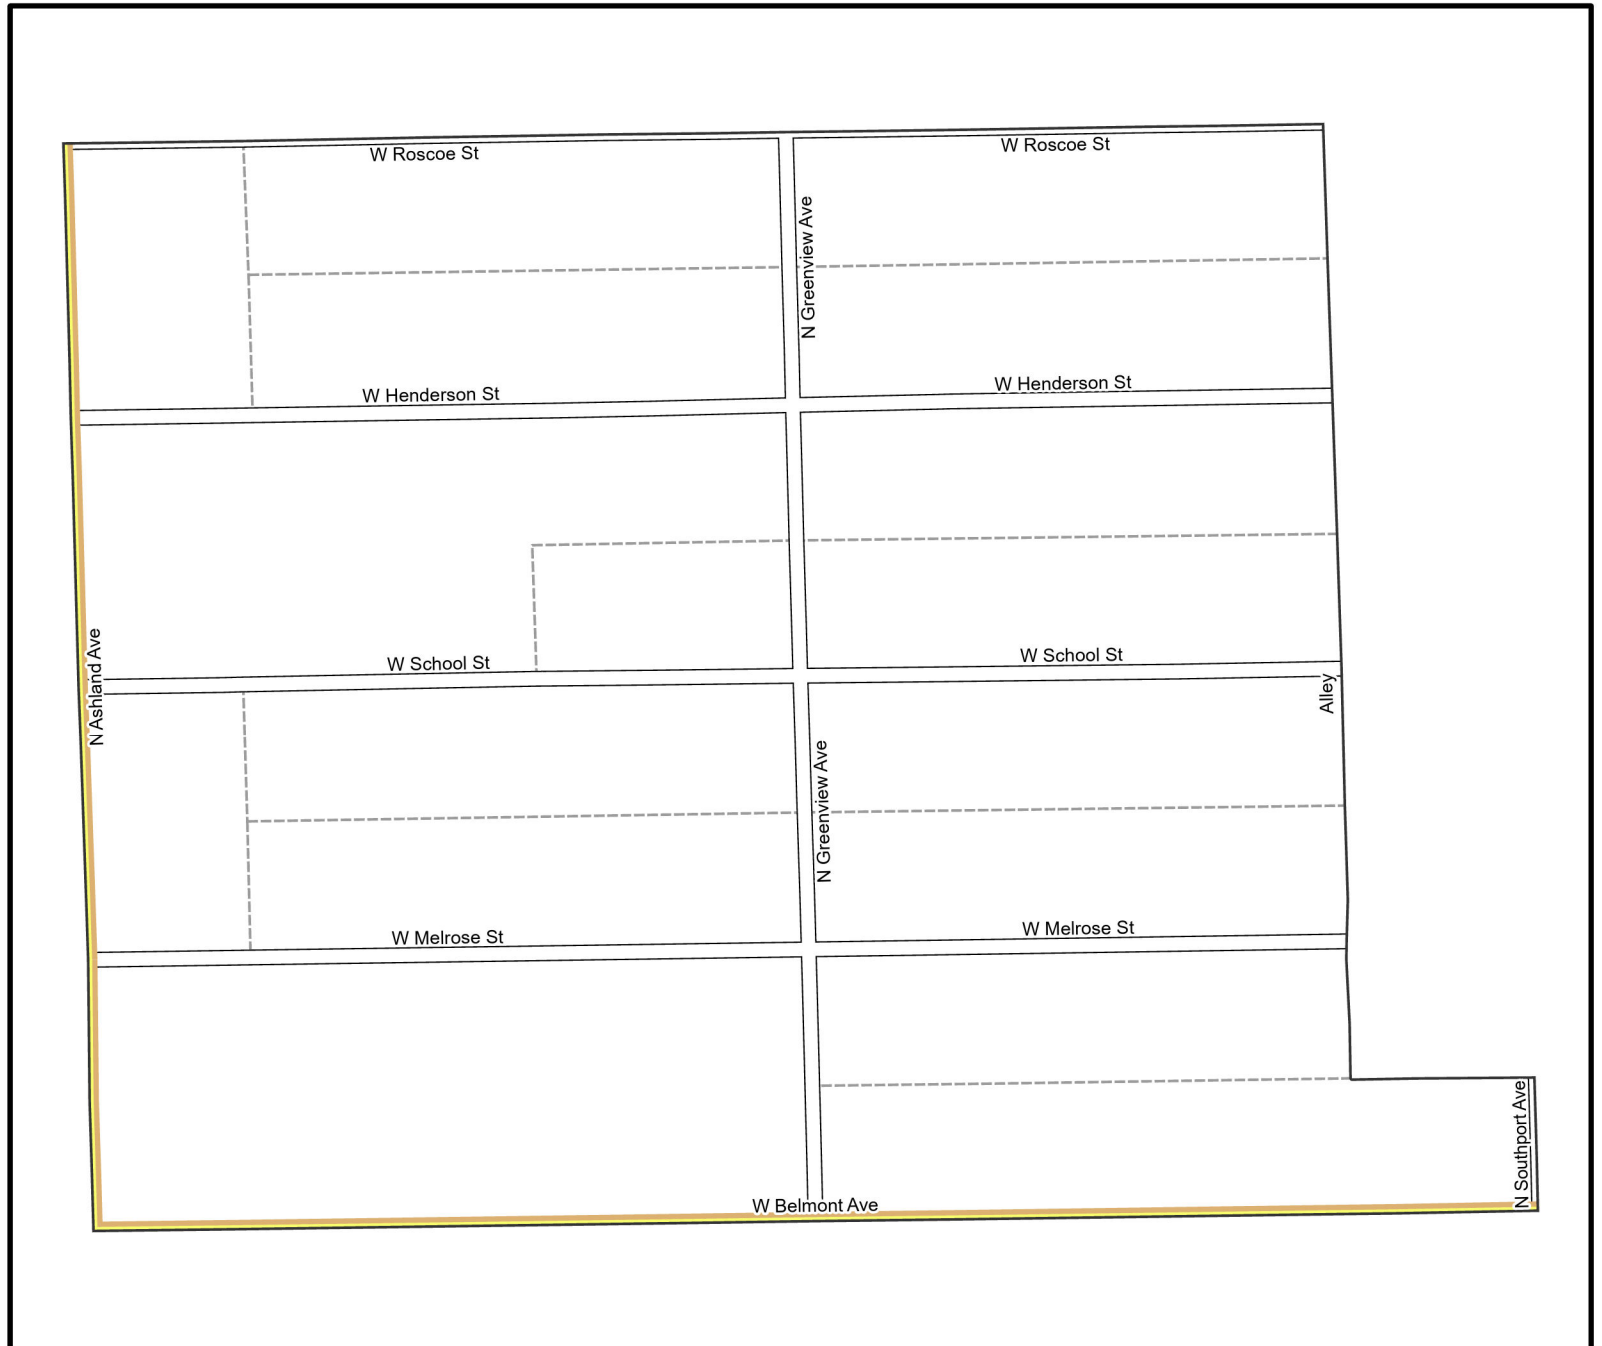 W Roscoe St
W Roscoe St
N Greenview Ave
W Henderson St
W Henderson St
N Ashland Ave
W School St
W School St
Alley
N Greenview Ave
W Melrose St
W Melrose St
N Southport Ave
W Belmont Ave